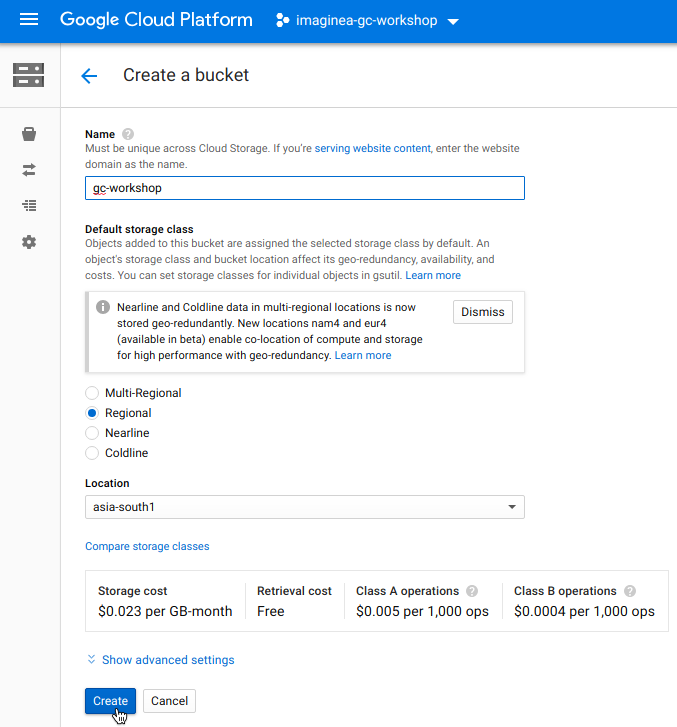 Google Cloud Platform imaginea-gc-workshop
Create a bucket
Name
Must be unique across Cloud Storage. If you're serving website content, enter the website
domain as the name.
gc-workshop
Default storage class
Objects added to this bucket are assigned the selected storage class by default. An
object's storage class and bucket location affect its geo-redundancy, availability, and
costs. You can set storage classes for individual objects in gsutil. Learn more
Nearline and Coldline data in multi-regional locations is now
stored geo-redundantly. New locations nam4 and eur4
(available in beta) enable co-location of compute and storage
for high performance with geo-redundancy. Learn more
Dismiss
Multi-Regional
Regional
Nearline
Coldline
Location
asia-south1
Compare storage classes
Storage cost Retrieval cost Class A operations Class B operations
$0.023 per GB-month Free $0.005 per 1,000 ops $0.0004 per 1,000 ops
Show advanced settings
Create Cancel